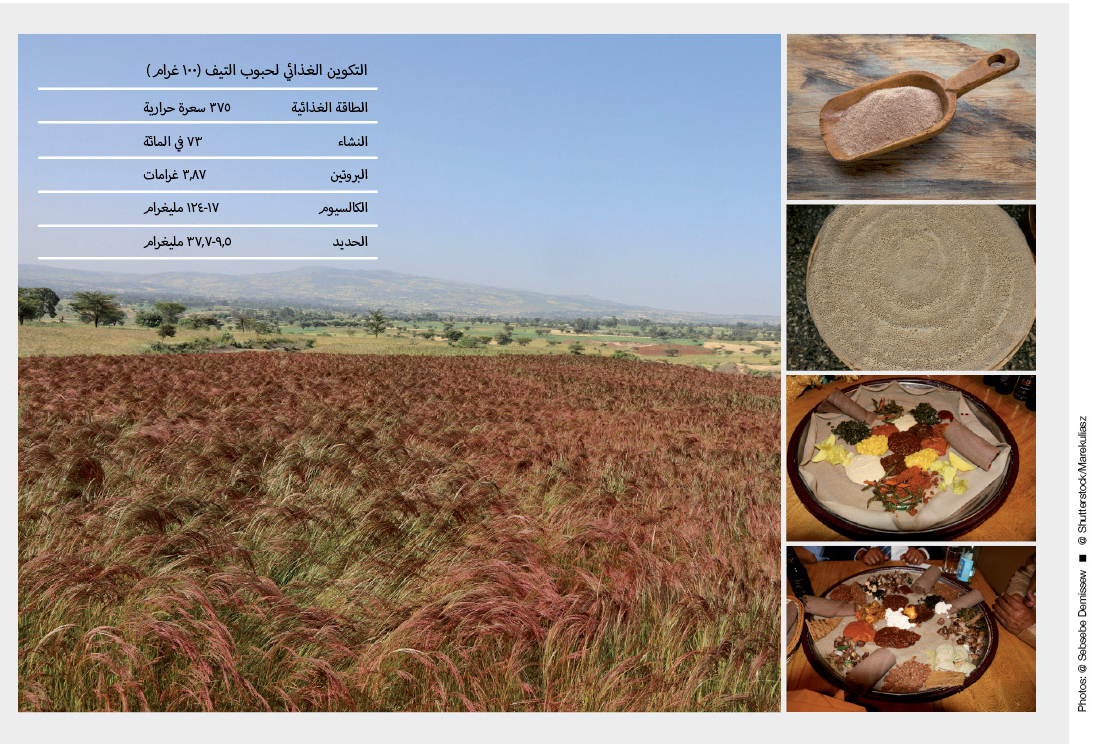 التكوين الغذائي لحبوب التيف (١٠٠ غرام)
الطاقة الغذائية ٣٧٥ سعرة حرارية
النشاء ٧٣ في المائة
البروتين ٣,٨٧ غرامات
الكالسيوم ١٧-١٢٤ مليغرام
الحديد ٩,٥-٣٧,٧ مليغرام
Photos: @ Sebsebe Demissew ■ @ Shutterstock/Marekuliasz